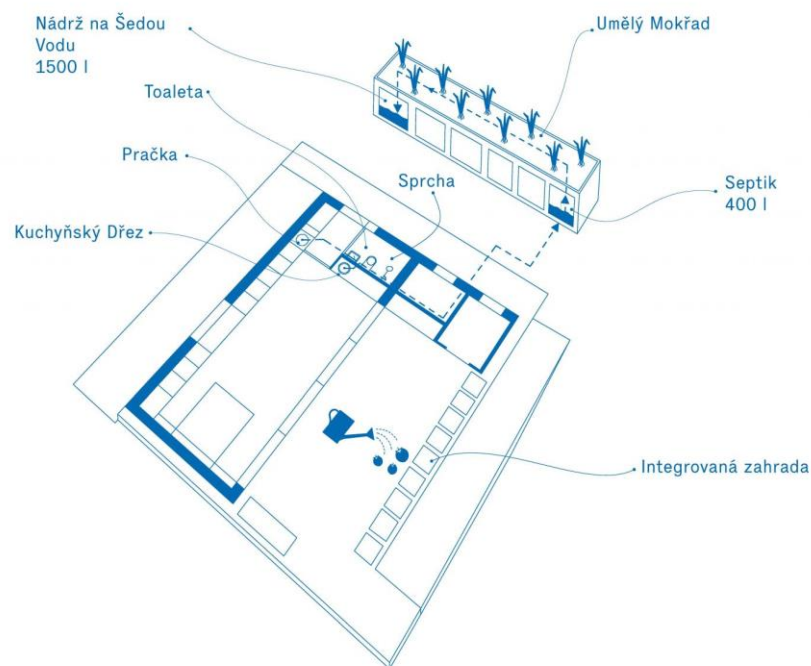 Nádrž na Šedou
Vodu
1500 l
Umělý Mokřad
Toaleta
Pračka
Sprcha
Septik
400 l
Kuchyňský Dřez
Integrovaná zahrada